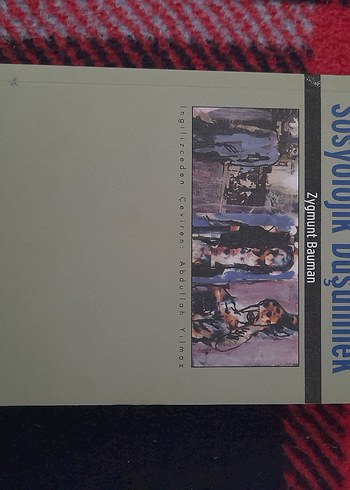 Sosyolojik Düşünmek
Zygmunt Bauman
İngilizceden Çeviren: Abdullah Yılmaz